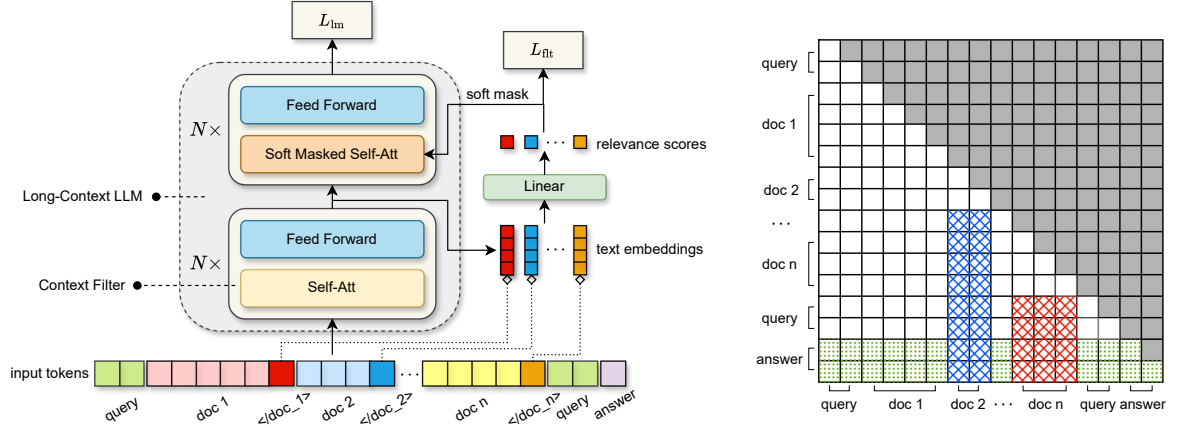 L_lm
L_flt
soft mask
Feed Forward
N×
Soft Masked Self-Att
relevance scores
Linear
Long-Context LLM
Feed Forward
text embeddings
N×
Context Filter
Self-Att
input tokens
···
query
doc 1
</doc_1>
doc 2
</doc_2>
doc n
</doc_n>
query
answer
query
doc 1
doc 2
···
doc n
query
answer
query
doc 1
doc 2
···
doc n
query
answer